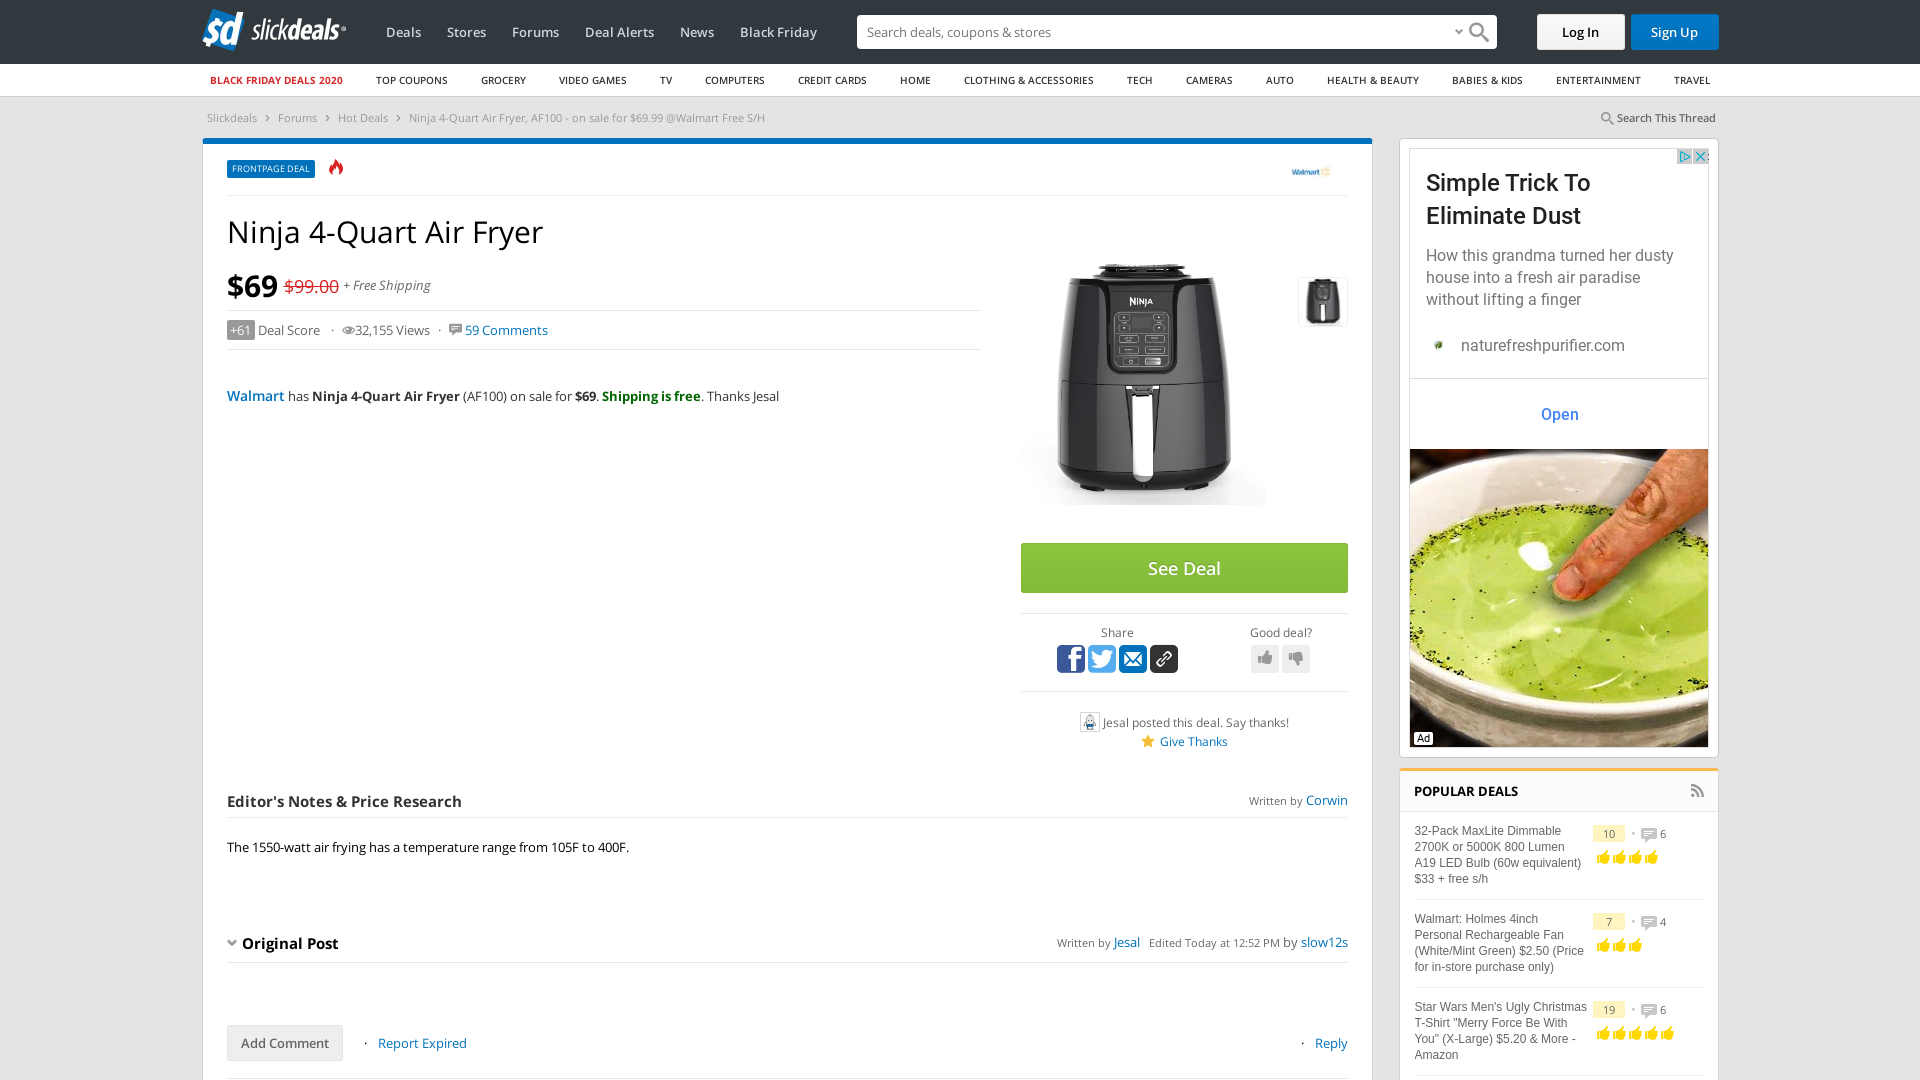 sd slickdeals
Deals Stores Forums Deal Alerts News Black Friday
Search deals, coupons & stores
Log In Sign Up
BLACK FRIDAY DEALS 2020 TOP COUPONS GROCERY VIDEO GAMES TV COMPUTERS CREDIT CARDS HOME CLOTHING & ACCESSORIES TECH CAMERAS AUTO HEALTH & BEAUTY BABIES & KIDS ENTERTAINMENT TRAVEL
Slickdeals › Forums › Hot Deals › Ninja 4-Quart Air Fryer, AF100 - on sale for $69.99 @Walmart Free S/H
Search This Thread
FRONTPAGE DEAL
Walmart
Ninja 4-Quart Air Fryer
$69 $99.00 + Free Shipping
+61 Deal Score · 32,155 Views · 59 Comments
Walmart has Ninja 4-Quart Air Fryer (AF100) on sale for $69. Shipping is free. Thanks Jesal
NINJA
See Deal
Share Good deal?
Jesal posted this deal. Say thanks!
Give Thanks
Editor's Notes & Price Research
Written by Corwin
The 1550-watt air frying has a temperature range from 105F to 400F.
Original Post
Written by Jesal Edited Today at 12:52 PM by slow12s
Add Comment · Report Expired · Reply
Simple Trick To
Eliminate Dust
How this grandma turned her dusty
house into a fresh air paradise
without lifting a finger
naturefreshpurifier.com
Open
Ad
POPULAR DEALS
32-Pack MaxLite Dimmable
2700K or 5000K 800 Lumen
A19 LED Bulb (60w equivalent)
$33 + free s/h
10 • 6
Walmart: Holmes 4inch
Personal Rechargeable Fan
(White/Mint Green) $2.50 (Price
for in-store purchase only)
7 • 4
Star Wars Men's Ugly Christmas
T-Shirt "Merry Force Be With
You" (X-Large) $5.20 & More -
Amazon
19 • 6